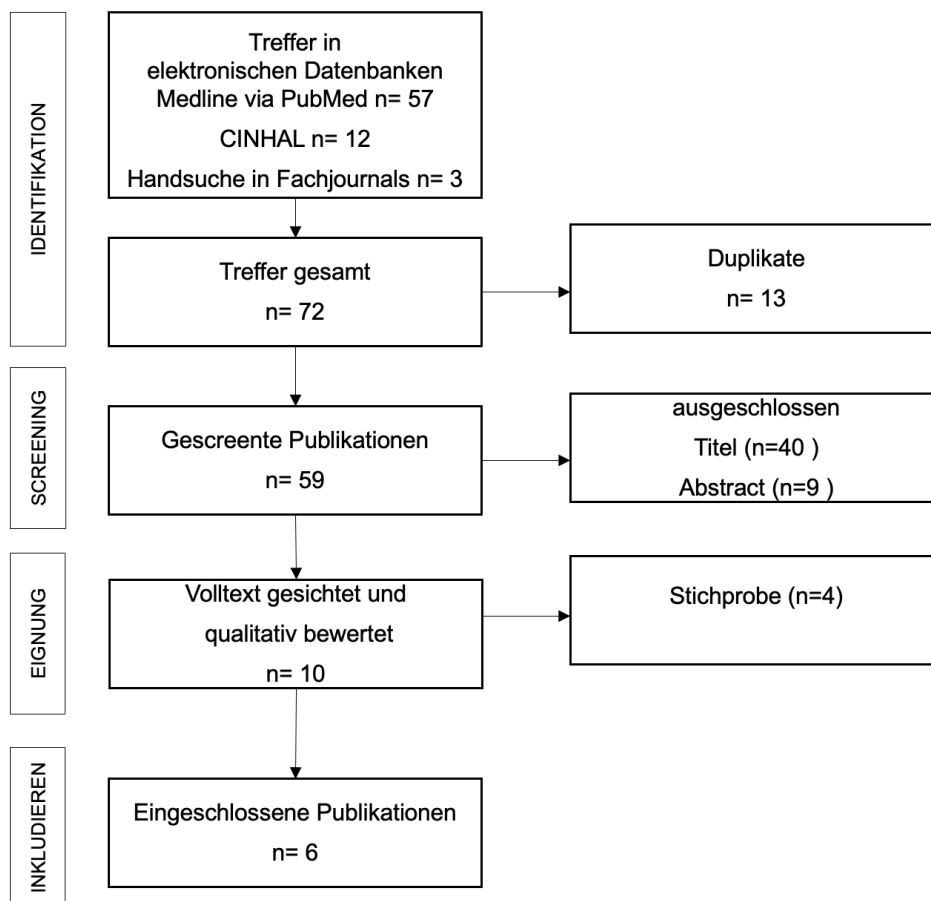 IDENTIFIKATION
Treffer in
elektronischen Datenbanken
Medline via PubMed n= 57
CINHAL n= 12
Handsuche in Fachjournals n= 3
Treffer gesamt
n= 72
Duplikate
n= 13
SCREENING
Gescreente Publikationen
n= 59
ausgeschlossen
Titel (n=40 )
Abstract (n=9 )
EIGNUNG
Volltext gesichtet und
qualitativ bewertet
n= 10
Stichprobe (n=4)
INKLUDIEREN
Eingeschlossene Publikationen
n= 6